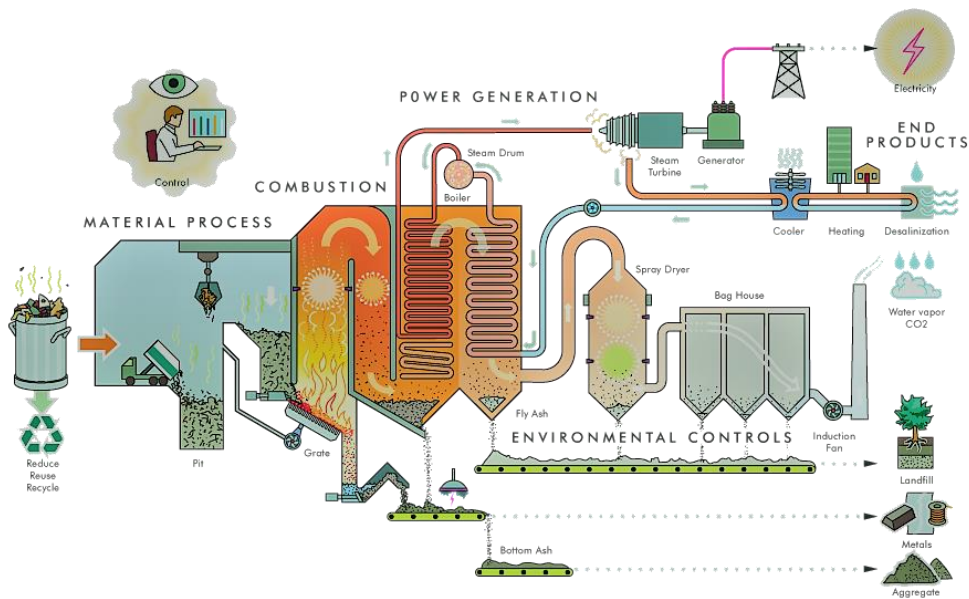 POWER GENERATION
Electricity
END
PRODUCTS
Steam Drum
Boiler
Steam
Turbine
Generator
Control
COMBUSTION
MATERIAL PROCESS
Cooler
Heating
Desalinization
Spray Dryer
Bag House
Water vapor
CO2
Fly Ash
ENVIRONMENTAL CONTROLS
Induction
Fan
Reduce
Reuse
Recycle
Pit
Grate
Landfill
Metals
Bottom Ash
Aggregate